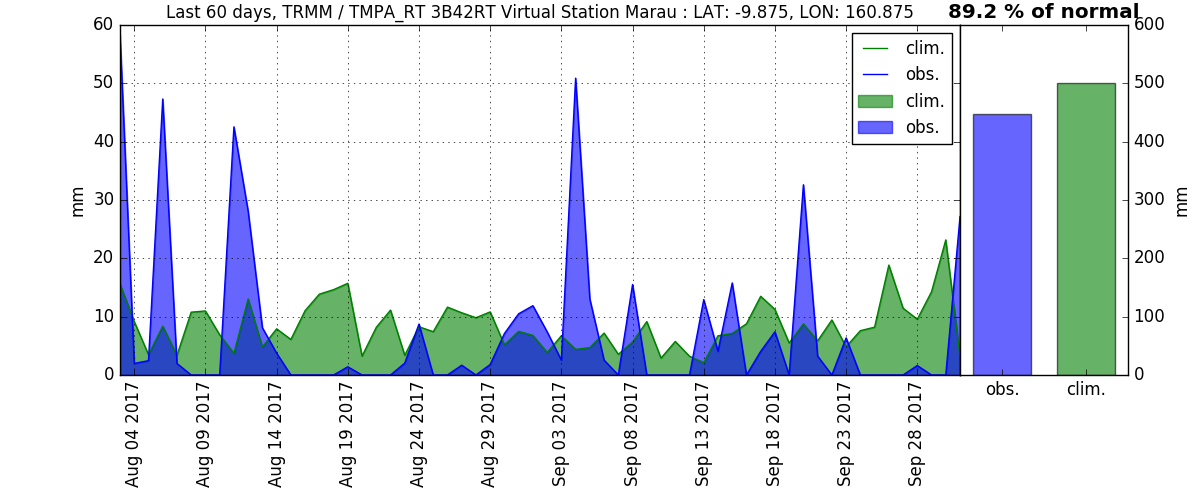 Last 60 days, TRMM / TMPA_RT 3B42RT Virtual Station Marau : LAT: -9.875, LON: 160.875
89.2 % of normal
clim.
obs.
clim.
obs.
60
50
40
30
20
10
0
mm
600
500
400
300
200
100
0
mm
Aug 04 2017
Aug 09 2017
Aug 14 2017
Aug 19 2017
Aug 24 2017
Aug 29 2017
Sep 03 2017
Sep 08 2017
Sep 13 2017
Sep 18 2017
Sep 23 2017
Sep 28 2017
obs.
clim.